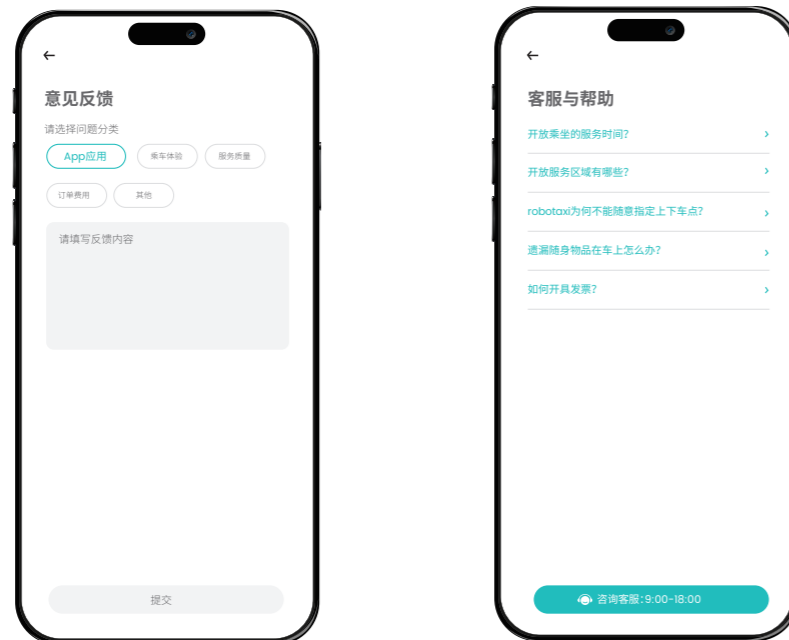 意见反馈
请选择问题分类
App应用 乘车体验 服务质量
订单费用 其他
请填写反馈内容
提交
客服与帮助
开放乘坐的服务时间?
开放服务区域有哪些?
robotaxi为何不能随意指定上下车点?
遗漏随身物品在车上怎么办?
如何开具发票?
咨询客服:9:00-18:00